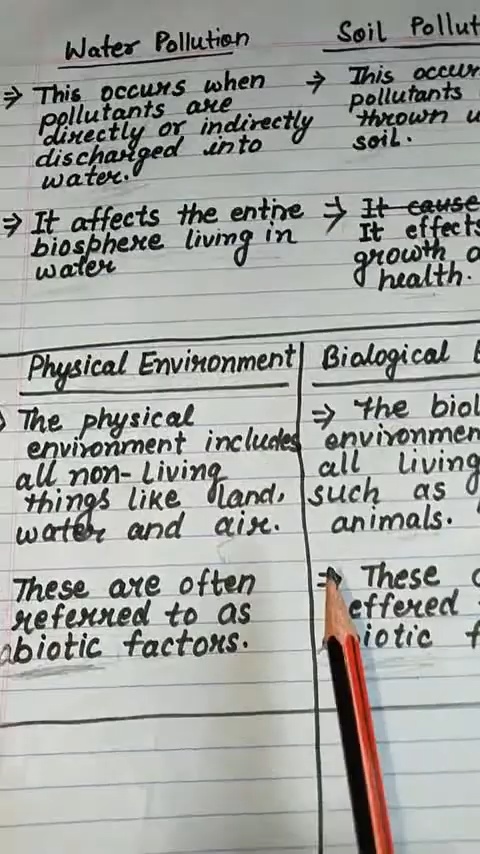 Water Pollution
⇒ This occurs when
pollutants are
directly or indirectly
discharged into
water.
⇒ It affects the entire
biosphere living in
water
Soil Pollut
⇒ This occur
pollutants
thrown u
soil.
⇒ It cause
It effects
growth
health.
Physical Environment
The physical
environment includes
all non-Living
things like land,
water and air.
These are often
referred to as
abiotic factors.
Biological E
⇒ the biol
environmen
all living
such as
animals.
⇒ These
effered
iotic f